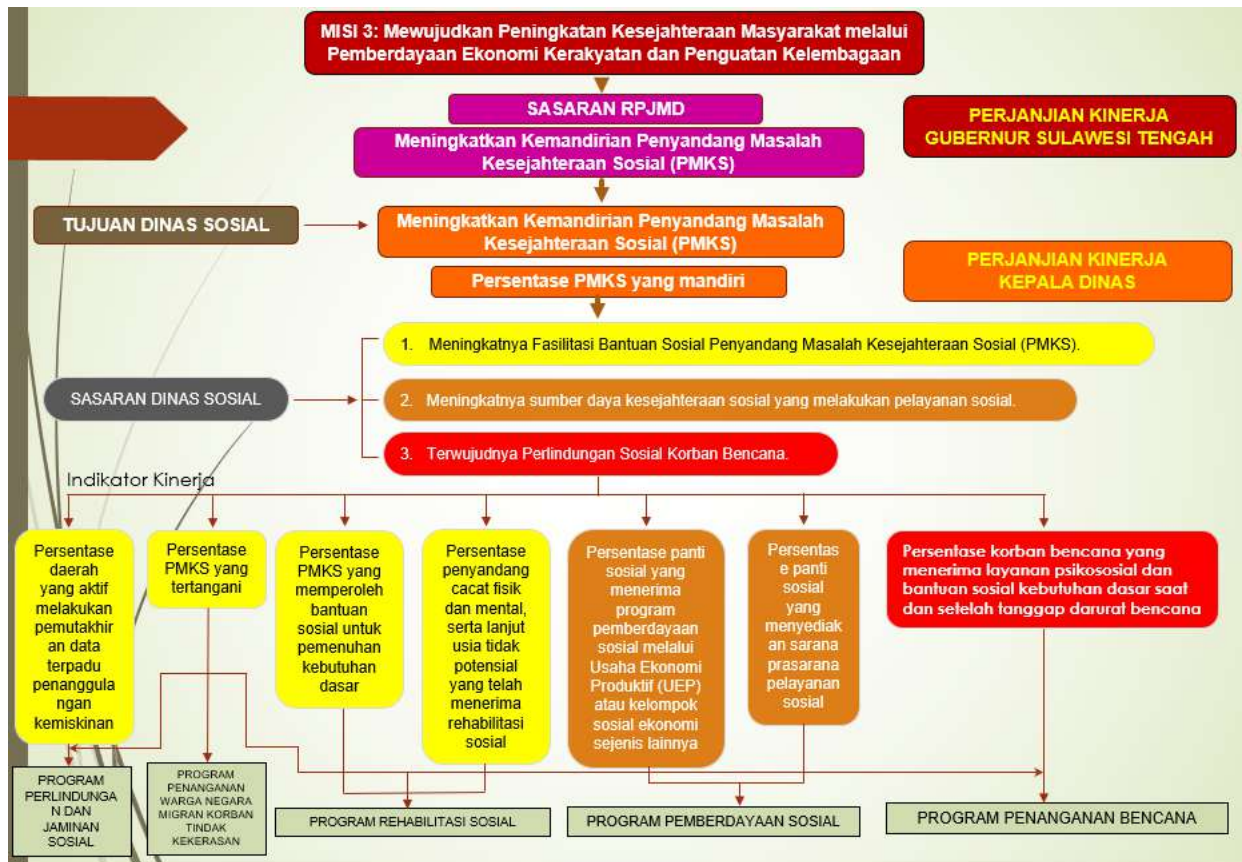 MISI 3: Mewujudkan Peningkatan Kesejahteraan Masyarakat melalui
Pemberdayaan Ekonomi Kerakyatan dan Penguatan Kelembagaan
SASARAN RPJMD
Meningkatkan Kemandirian Penyandang Masalah
Kesejahteraan Sosial (PMKS)
PERJANJIAN KINERJA
GUBERNUR SULAWESI TENGAH
TUJUAN DINAS SOSIAL
Meningkatkan Kemandirian Penyandang Masalah
Kesejahteraan Sosial (PMKS)
Persentase PMKS yang mandiri
PERJANJIAN KINERJA
KEPALA DINAS
SASARAN DINAS SOSIAL
1. Meningkatnya Fasilitasi Bantuan Sosial Penyandang Masalah Kesejahteraan Sosial (PMKS).
2. Meningkatnya sumber daya kesejahteraan sosial yang melakukan pelayanan sosial.
3. Terwujudnya Perlindungan Sosial Korban Bencana.
Indikator Kinerja
Persentase
daerah
yang aktif
melakukan
pemutakhir
an data
terpadu
penanggula
ngan
kemiskinan
Persentase
PMKS yang
tertangani
Persentase
PMKS yang
memperoleh
bantuan
sosial untuk
pemenuhan
kebutuhan
dasar
Persentase
penyandang
cacat fisik
dan mental,
serta lanjut
usia tidak
potensial
yang telah
menerima
rehabilitasi
sosial
Persentase panti
sosial yang
menerima
program
pemberdayaan
sosial melalui
Usaha Ekonomi
Produktif (UEP)
atau kelompok
sosial ekonomi
sejenis lainnya
Persentas
e panti
sosial
yang
menyediak
an sarana
prasarana
pelayanan
sosial
Persentase korban bencana yang
menerima layanan psikososial dan
bantuan sosial kebutuhan dasar saat
dan setelah tanggap darurat bencana
PROGRAM
PERLINDUNGA
N DAN
JAMINAN
SOSIAL
PROGRAM
PENANGANAN
WARGA NEGARA
MIGRAN KORBAN
TINDAK
KEKERASAN
PROGRAM REHABILITASI SOSIAL
PROGRAM PEMBERDAYAAN SOSIAL
PROGRAM PENANGANAN BENCANA